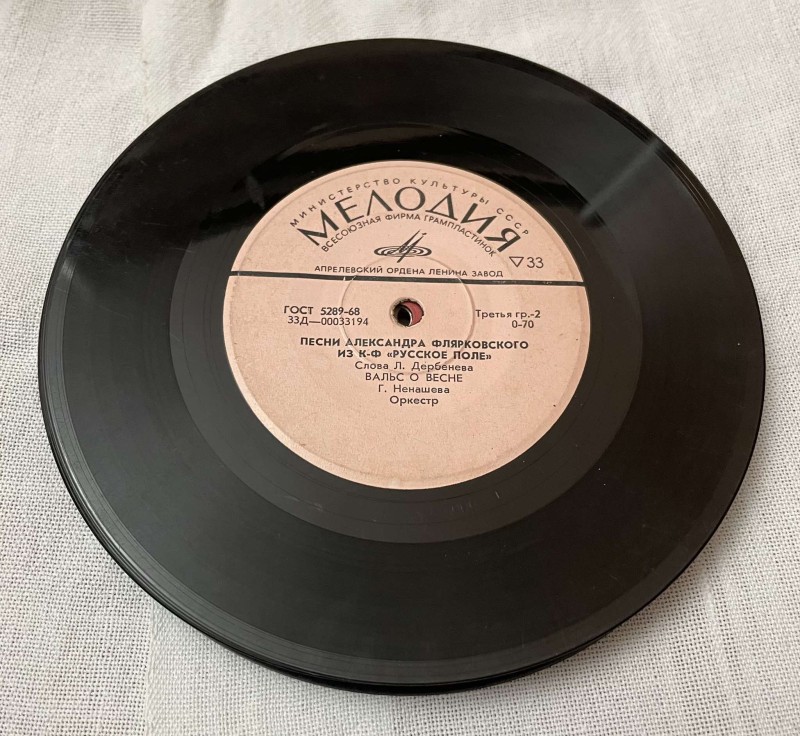 МИНИСТЕРСТВО КУЛЬТУРЫ СССР
МЕЛОДИЯ
ВСЕСОЮЗНАЯ ФИРМА ГРАМПЛАСТИНОК
▽33
АПРЕЛЕВСКИЙ ОРДЕНА ЛЕНИНА ЗАВОД
ГОСТ 5289-68
33Д—00033194
Третья гр.-2
0-70
ПЕСНИ АЛЕКСАНДРА ФЛЯРКОВСКОГО
ИЗ К-Ф «РУССКОЕ ПОЛЕ»
Слова Л. Дербенева
ВАЛЬС О ВЕСНЕ
Г. Ненашева
Оркестр